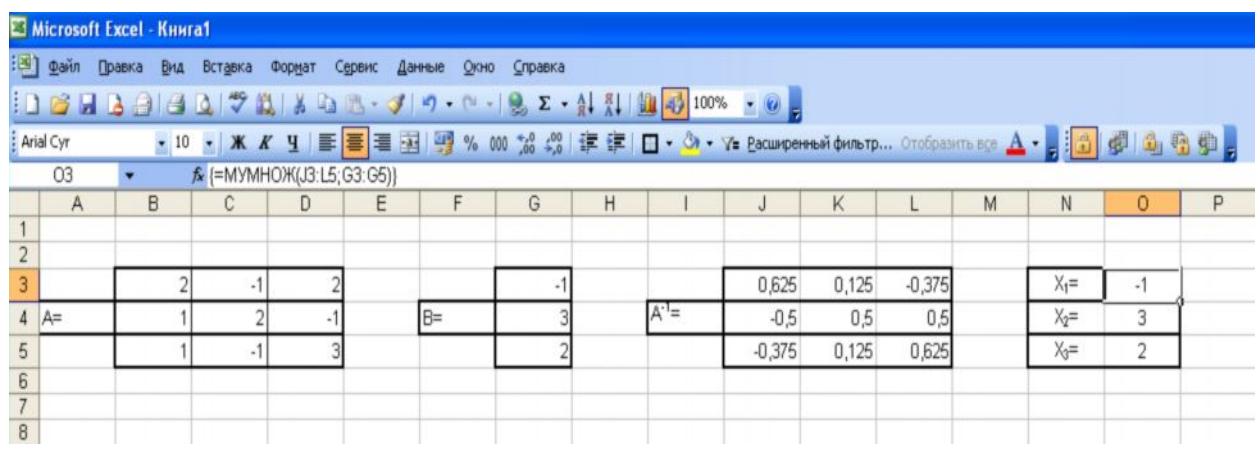 Microsoft Excel - Книга1
Файл Правка Вид Вставка Формат Сервис Данные Окно Справка
100%
Arial Cyr 10 Ж К Ч % 000 Расширенный фильтр... Отобразить все A
O3 fx {=МУМНОЖ(J3:L5;G3:G5)}
A B C D E F G H I J K L M N O P
1
2
3 2 -1 2 -1 0,625 0,125 -0,375 X₁= -1
4 A= 1 2 -1 B= 3 A⁻¹= -0,5 0,5 0,5 X₂= 3
5 1 -1 3 2 -0,375 0,125 0,625 X₃= 2
6
7
8